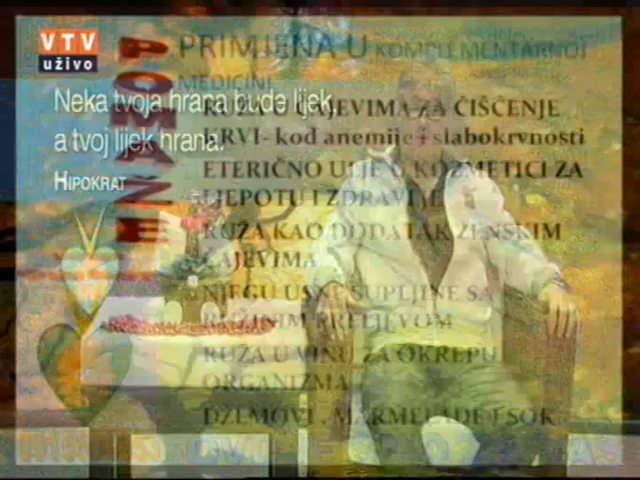 VTV
uživo
PRIMJENA U KOMPLEMENTARNOJ
MEDICINI
Neka tvoja hrana bude lijek,
a tvoj lijek hrana.
HIPOKRAT
RUŽA U ČAJEVIMA ZA ČIŠĆENJE
KRVI- kod anemije i slabokrvnosti
ETERIČNO ULJE U KOZMETICI ZA
LJEPOTU I ZDRAVLJE
RUŽA KAO DODATAK ŽENSKIM
ČAJEVIMA
NJEGU USNE ŠUPLJINE SA
RUŽINIM PRELJEVOM
RUŽA U VINU ZA OKREPU
ORGANIZMA
DŽEMOVI , MARMELADE I SOK